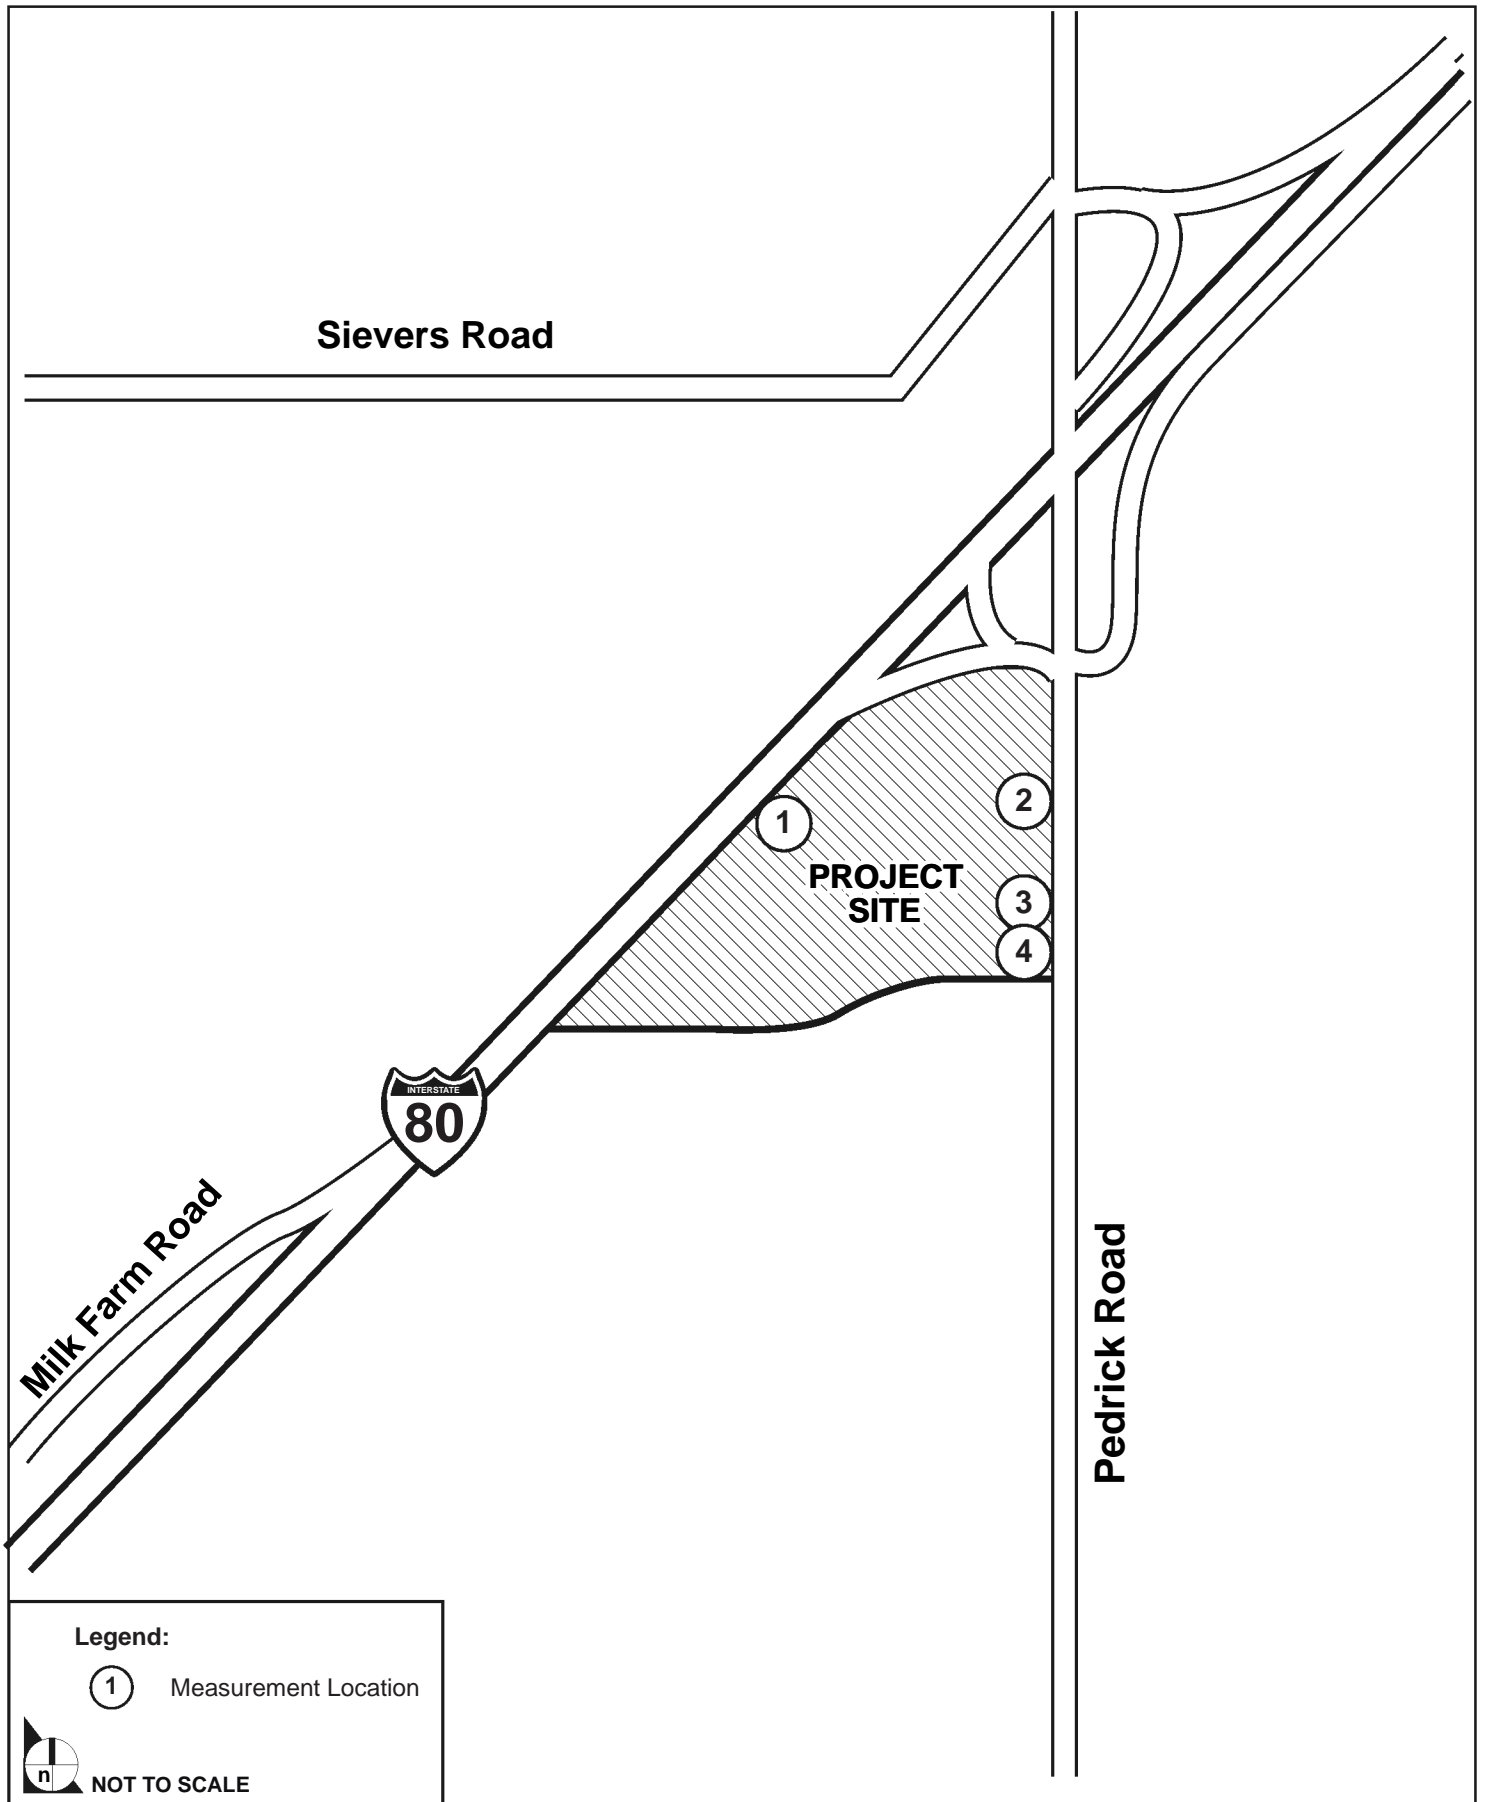 Sievers Road
1
2
PROJECT
SITE
3
4
INTERSTATE
80
Milk Farm Road
Pedrick Road
Legend:
1 Measurement Location
n
NOT TO SCALE